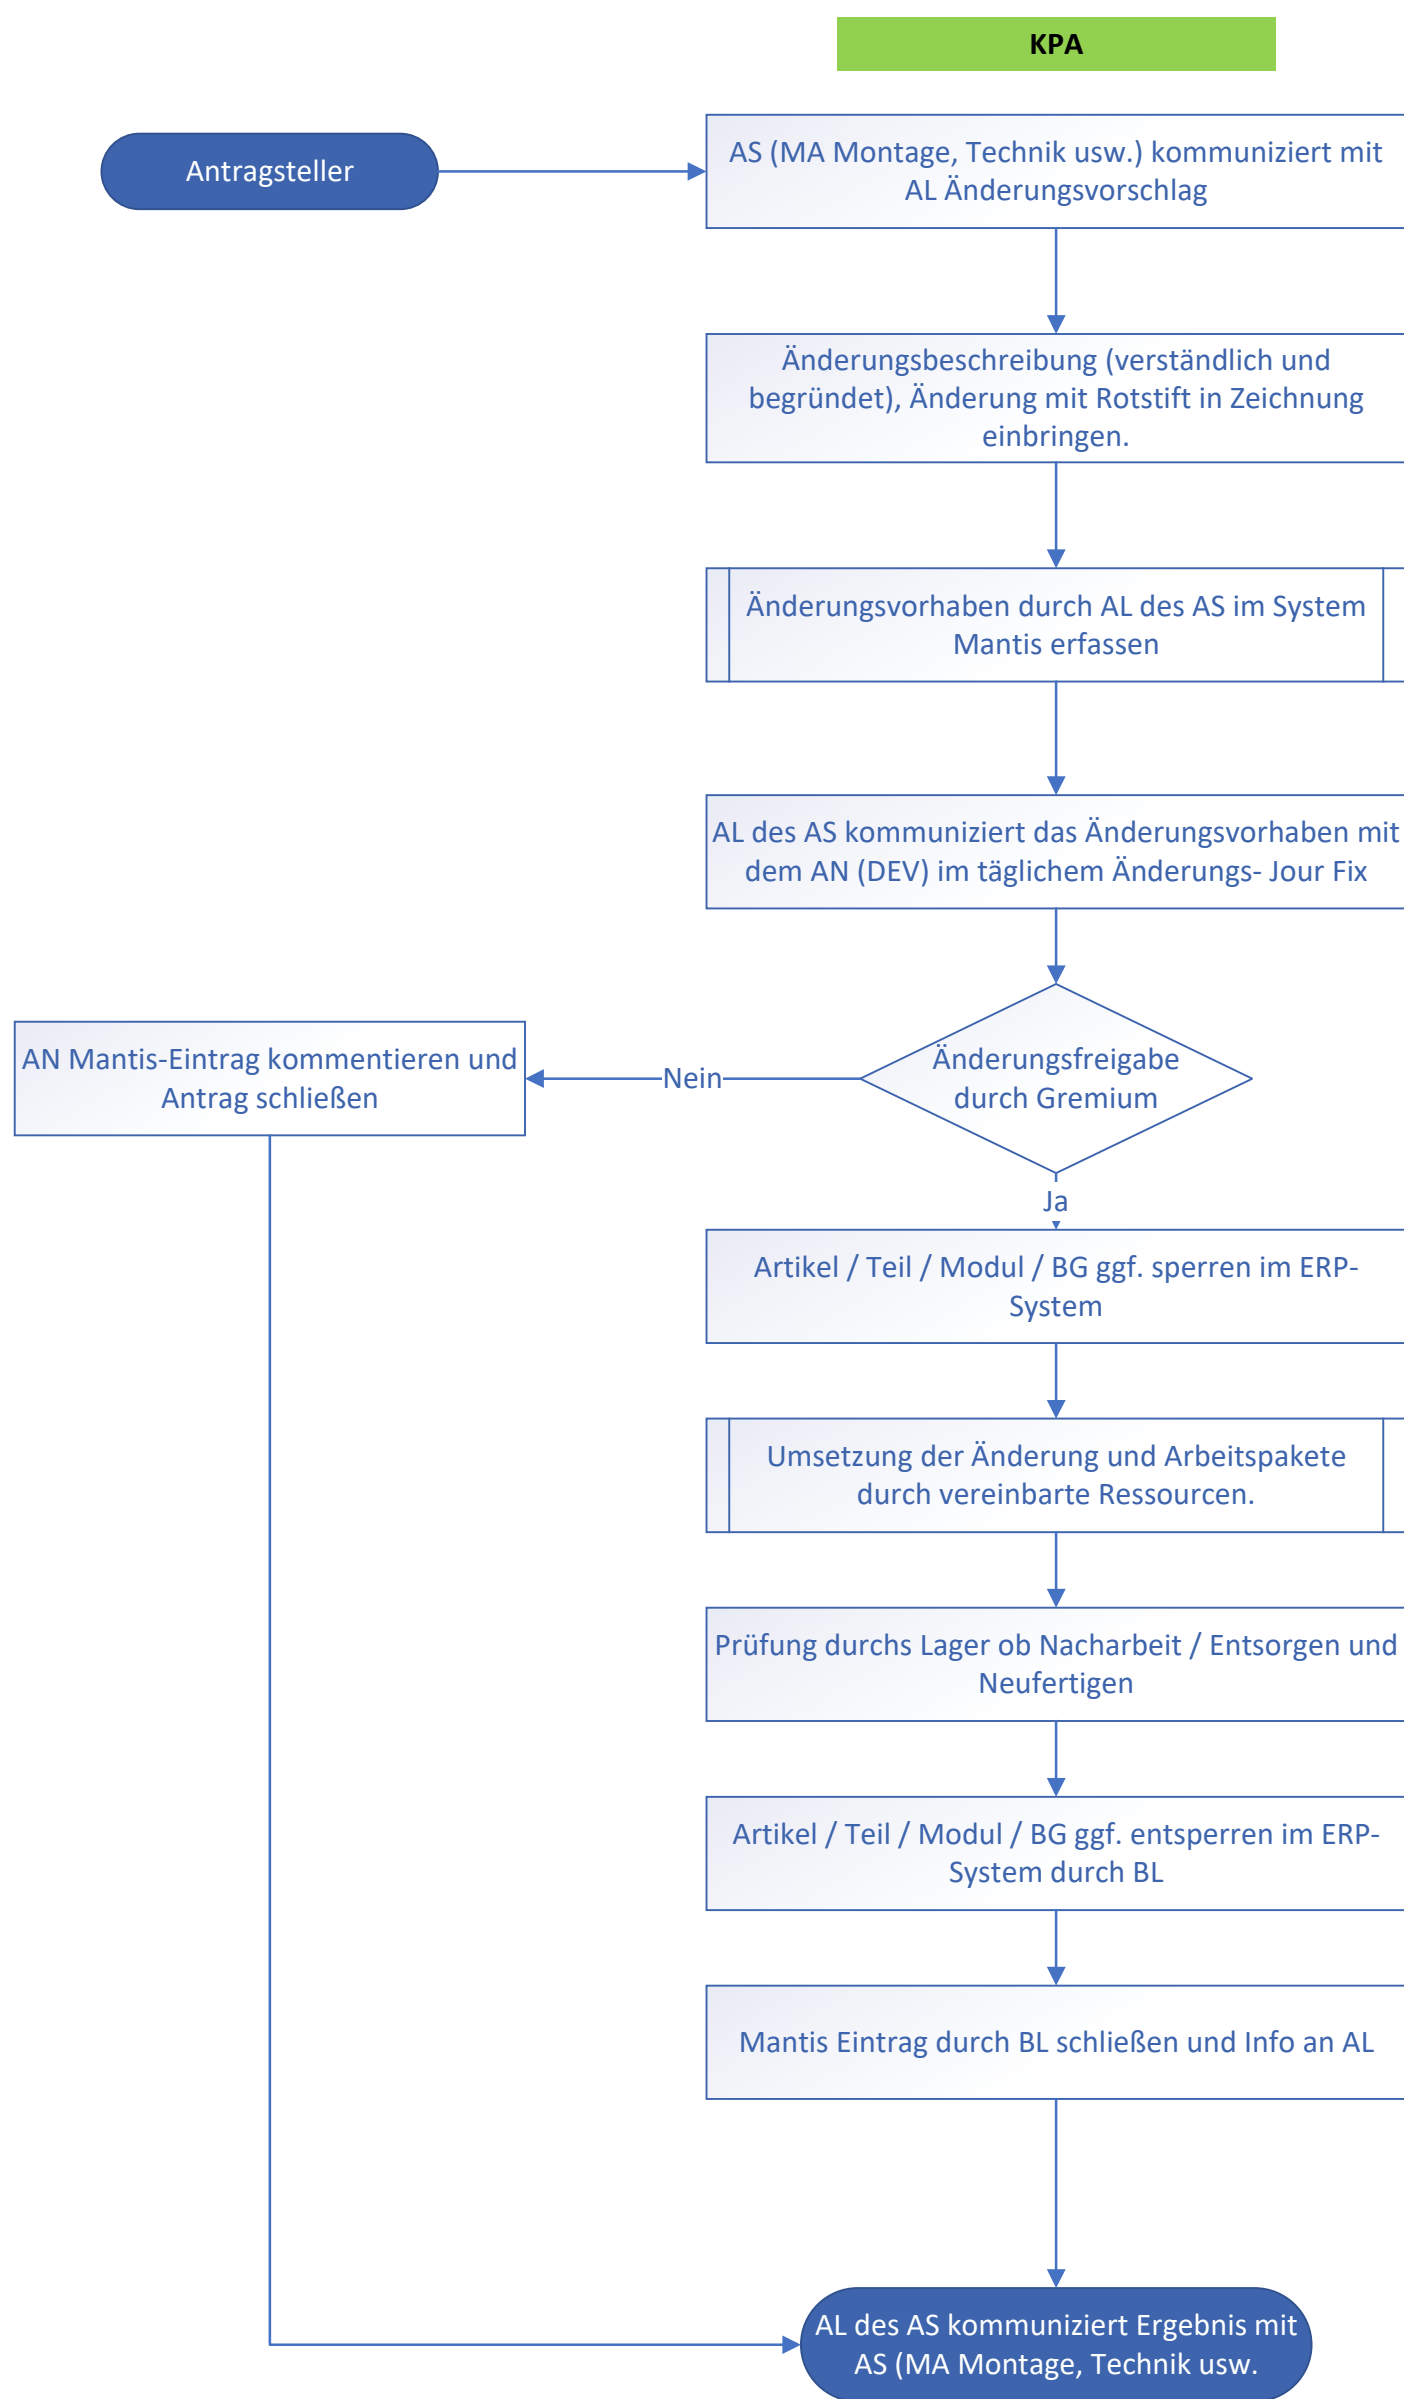 KPA
Antragsteller
AS (MA Montage, Technik usw.) kommuniziert mit
AL Änderungsvorschlag
Änderungsbeschreibung (verständlich und
begründet), Änderung mit Rotstift in Zeichnung
einbringen.
Änderungsvorhaben durch AL des AS im System
Mantis erfassen
AL des AS kommuniziert das Änderungsvorhaben mit
dem AN (DEV) im täglichem Änderungs- Jour Fix
Änderungsfreigabe
durch Gremium
Nein
AN Mantis-Eintrag kommentieren und
Antrag schließen
Ja
Artikel / Teil / Modul / BG ggf. sperren im ERP-
System
Umsetzung der Änderung und Arbeitspakete
durch vereinbarte Ressourcen.
Prüfung durchs Lager ob Nacharbeit / Entsorgen und
Neufertigen
Artikel / Teil / Modul / BG ggf. entsperren im ERP-
System durch BL
Mantis Eintrag durch BL schließen und Info an AL
AL des AS kommuniziert Ergebnis mit
AS (MA Montage, Technik usw.